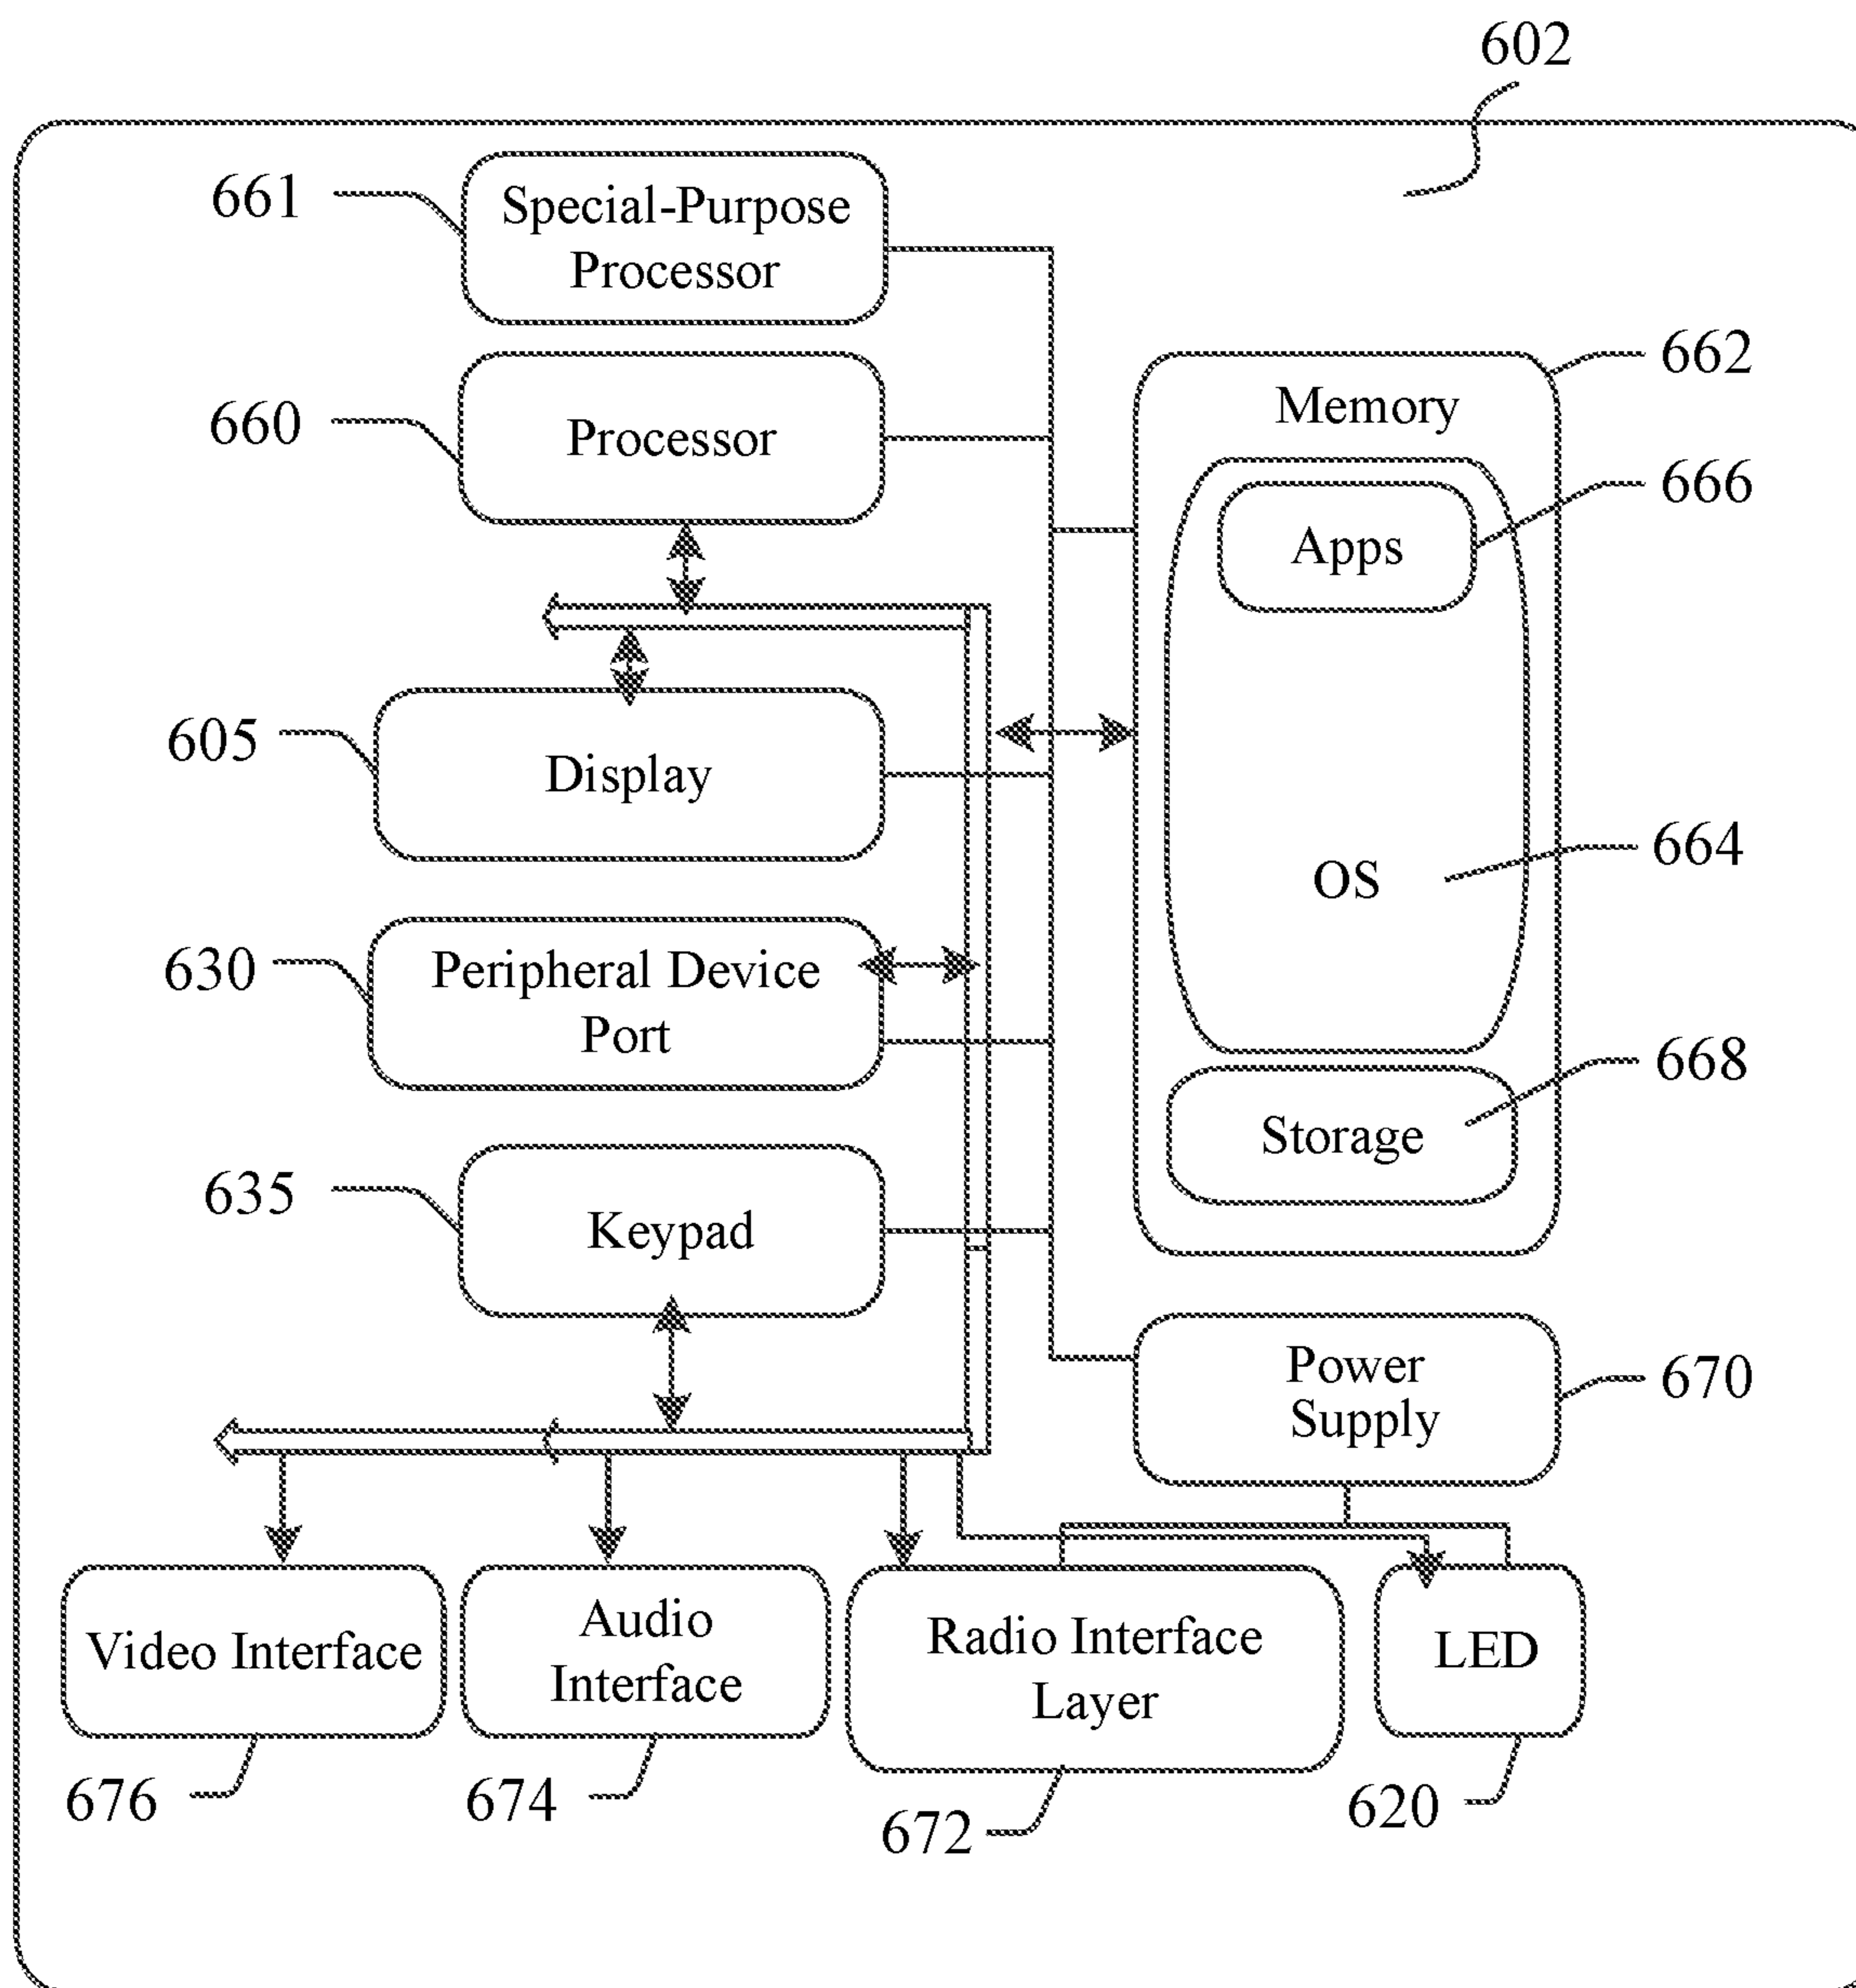 602
661
Special-Purpose
Processor
662
Memory
660
Processor
666
Apps
605
Display
664
OS
630
Peripheral Device
Port
668
Storage
635
Keypad
Power
Supply
670
Video Interface
Audio
Interface
Radio Interface
Layer
LED
676
674
672
620